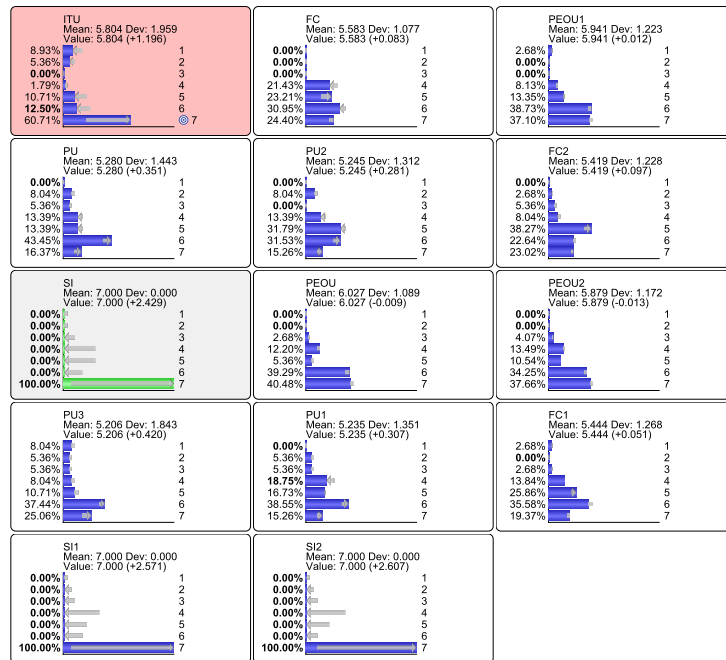 ITU
Mean: 5.804 Dev: 1.959
Value: 5.804 (+1.196)
8.93% 1
5.36% 2
0.00% 3
1.79% 4
10.71% 5
12.50% 6
60.71% 7
FC
Mean: 5.583 Dev: 1.077
Value: 5.583 (+0.083)
0.00% 1
0.00% 2
0.00% 3
21.43% 4
23.21% 5
30.95% 6
24.40% 7
PEOU1
Mean: 5.941 Dev: 1.223
Value: 5.941 (+0.012)
2.68% 1
0.00% 2
0.00% 3
8.13% 4
13.35% 5
38.73% 6
37.10% 7
PU
Mean: 5.280 Dev: 1.443
Value: 5.280 (+0.351)
0.00% 1
8.04% 2
5.36% 3
13.39% 4
13.39% 5
43.45% 6
16.37% 7
PU2
Mean: 5.245 Dev: 1.312
Value: 5.245 (+0.281)
0.00% 1
8.04% 2
0.00% 3
13.39% 4
31.79% 5
31.53% 6
15.26% 7
FC2
Mean: 5.419 Dev: 1.228
Value: 5.419 (+0.097)
0.00% 1
2.68% 2
5.36% 3
8.04% 4
38.27% 5
22.64% 6
23.02% 7
SI
Mean: 7.000 Dev: 0.000
Value: 7.000 (+2.429)
0.00% 1
0.00% 2
0.00% 3
0.00% 4
0.00% 5
0.00% 6
100.00% 7
PEOU
Mean: 6.027 Dev: 1.089
Value: 6.027 (-0.009)
0.00% 1
0.00% 2
2.68% 3
12.20% 4
5.36% 5
39.29% 6
40.48% 7
PEOU2
Mean: 5.879 Dev: 1.172
Value: 5.879 (-0.013)
0.00% 1
0.00% 2
4.07% 3
13.49% 4
10.54% 5
34.25% 6
37.66% 7
PU3
Mean: 5.206 Dev: 1.843
Value: 5.206 (+0.420)
8.04% 1
5.36% 2
5.36% 3
8.04% 4
10.71% 5
37.44% 6
25.06% 7
PU1
Mean: 5.235 Dev: 1.351
Value: 5.235 (+0.307)
0.00% 1
5.36% 2
5.36% 3
18.75% 4
16.73% 5
38.55% 6
15.26% 7
FC1
Mean: 5.444 Dev: 1.268
Value: 5.444 (+0.051)
2.68% 1
0.00% 2
2.68% 3
13.84% 4
25.86% 5
35.58% 6
19.37% 7
SI1
Mean: 7.000 Dev: 0.000
Value: 7.000 (+2.571)
0.00% 1
0.00% 2
0.00% 3
0.00% 4
0.00% 5
0.00% 6
100.00% 7
SI2
Mean: 7.000 Dev: 0.000
Value: 7.000 (+2.607)
0.00% 1
0.00% 2
0.00% 3
0.00% 4
0.00% 5
0.00% 6
100.00% 7